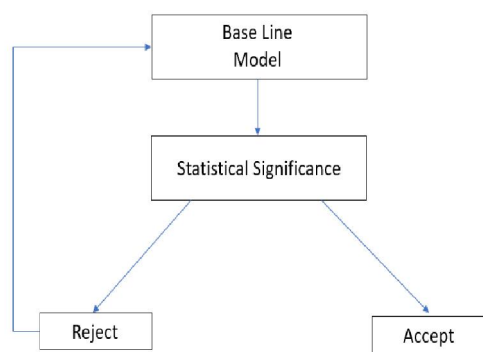 Base Line
Model
Statistical Significance
Reject
Accept